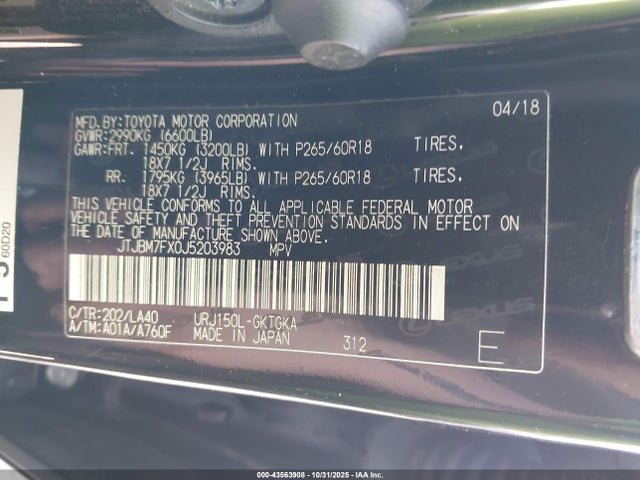 MFD.BY:TOYOTA MOTOR CORPORATION 04/18
GVWR:2990KG (6600LB)
GAWR:FRT. 1450KG (3200LB) WITH P265/60R18 TIRES,
18X7 1/2J RIMS.
RR. 1795KG (3965LB) WITH P265/60R18 TIRES,
18X7 1/2J RIMS.
THIS VEHICLE CONFORMS TO ALL APPLICABLE FEDERAL MOTOR
VEHICLE SAFETY AND THEFT PREVENTION STANDARDS IN EFFECT ON
THE DATE OF MANUFACTURE SHOWN ABOVE.
JTJBM7FX0J5203983 MPV
C/TR:202/LA40 URJ150L-GKTGKA
A/TM:A01A/A760F MADE IN JAPAN 312
E
LEXUS
60D20
000-43563908 - 10/31/2025 - IAA Inc.